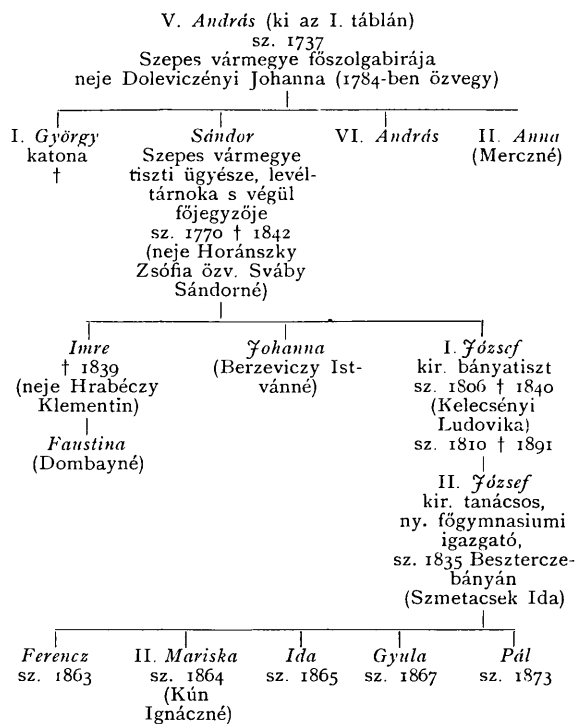 V. András (ki az I. táblán)
sz. 1737
Szepes vármegye főszolgabirája
neje Doleviczényi Johanna (1784-ben özvegy)
I. György
katona
†
Sándor
Szepes vármegye
tiszti ügyésze, levél-
tárnoka s végül
főjegyzője
sz. 1770 † 1842
(neje Horánszky
Zsófia özv. Sváby
Sándorné)
VI. András
II. Anna
(Merczné)
Imre
† 1839
(neje Hrabéczy
Klementin)
Faustina
(Dombayné)
Johanna
(Berzeviczy Ist-
vánné)
I. József
kir. bányatiszt
sz. 1806 † 1840
(Kelecsényi
Ludovika)
sz. 1810 † 1891
II. József
kir. tanácsos,
ny. főgymnasiumi
igazgató,
sz. 1835 Besztercze-
bányán
(Szmetacsek Ida)
Ferencz
sz. 1863
II. Mariska
sz. 1864
(Kún
Ignáczné)
Ida
sz. 1865
Gyula
sz. 1867
Pál
sz. 1873